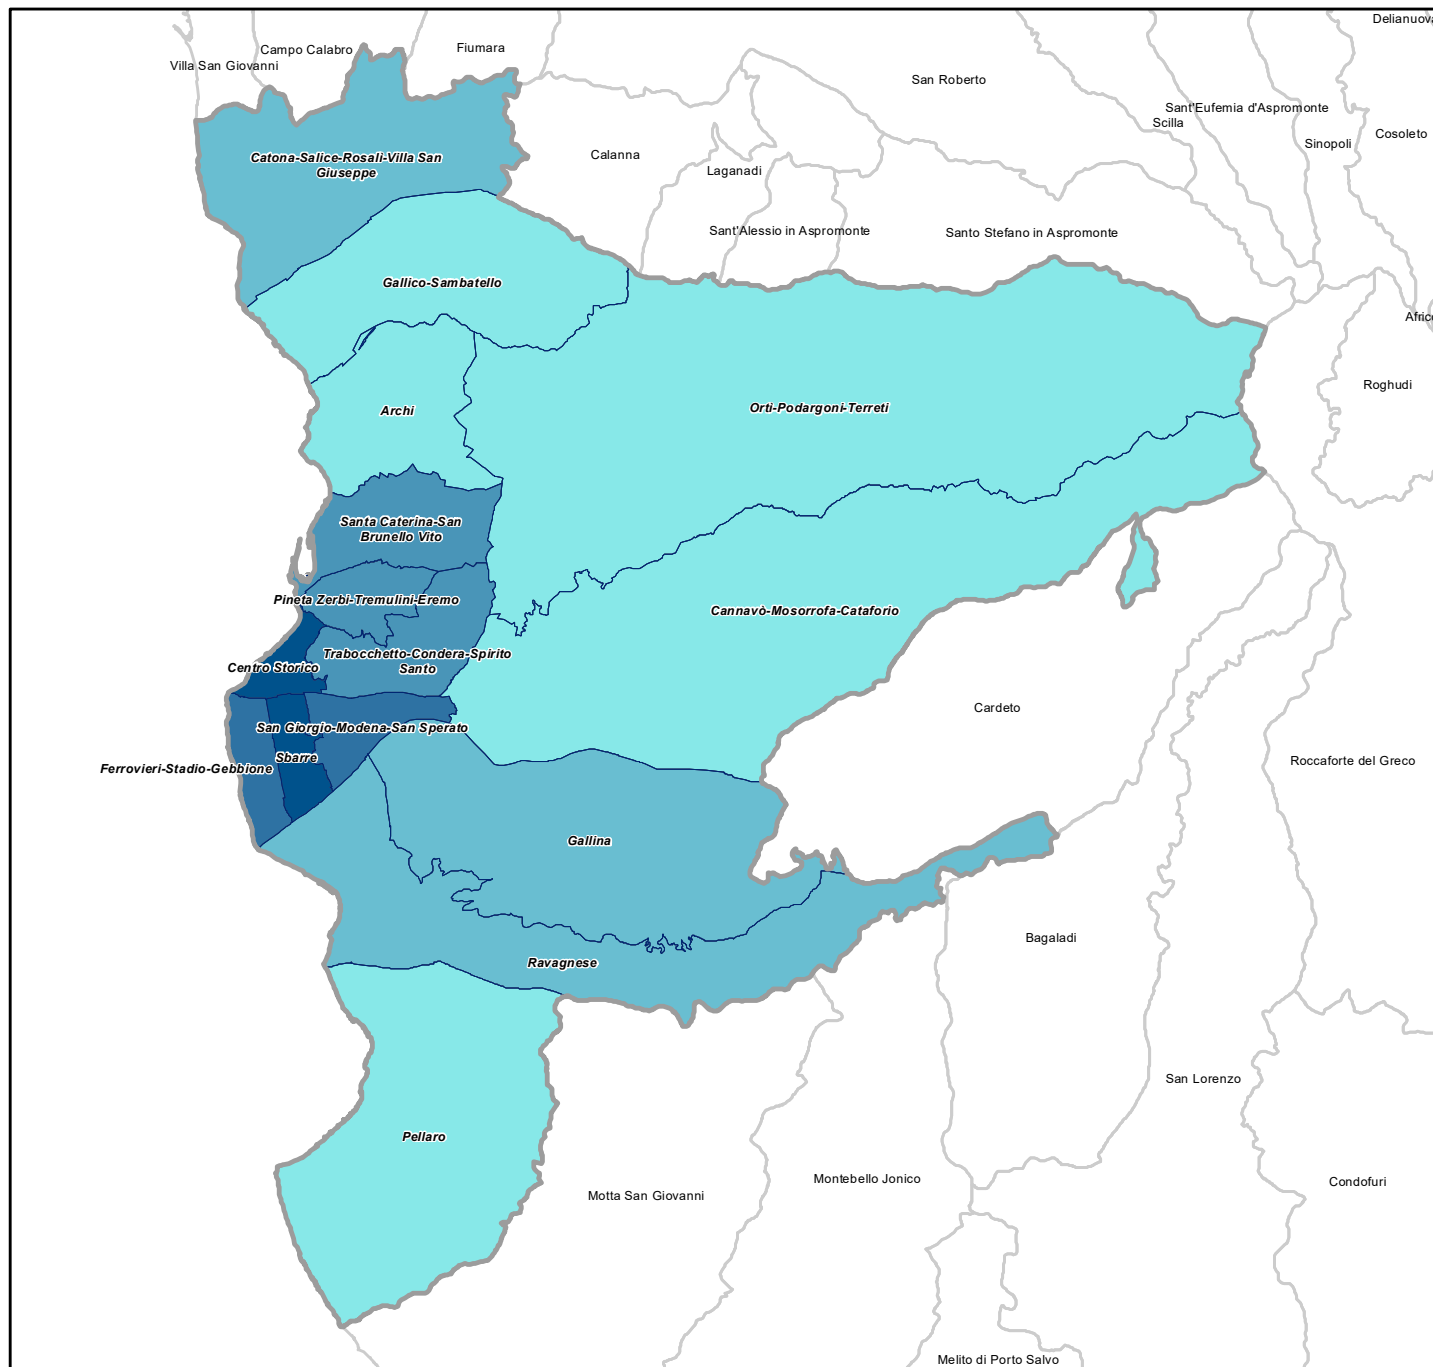 Delianuova
Campo Calabro
Fiumara
Villa San Giovanni
San Roberto
Sant'Eufemia d'Aspromonte
Scilla
Sinopoli
Cosoleto
Catona-Salice-Rosali-Villa San
Giuseppe
Calanna
Laganadi
Sant'Alessio in Aspromonte
Santo Stefano in Aspromonte
Gallico-Sambatello
Africo
Roghudi
Archi
Orti-Podargoni-Terreti
Santa Caterina-San
Brunello Vito
Pineta Zerbi-Tremulini-Eremo
Cannavò-Mosorrofa-Cataforio
Trabocchetto-Condera-Spirito
Santo
Centro Storico
Cardeto
San Giorgio-Modena-San Sperato
Sbarre
Ferrovieri-Stadio-Gebbione
Roccaforte del Greco
Gallina
Bagaladi
Ravagnese
San Lorenzo
Pellaro
Montebello Jonico
Motta San Giovanni
Condofuri
Melito di Porto Salvo